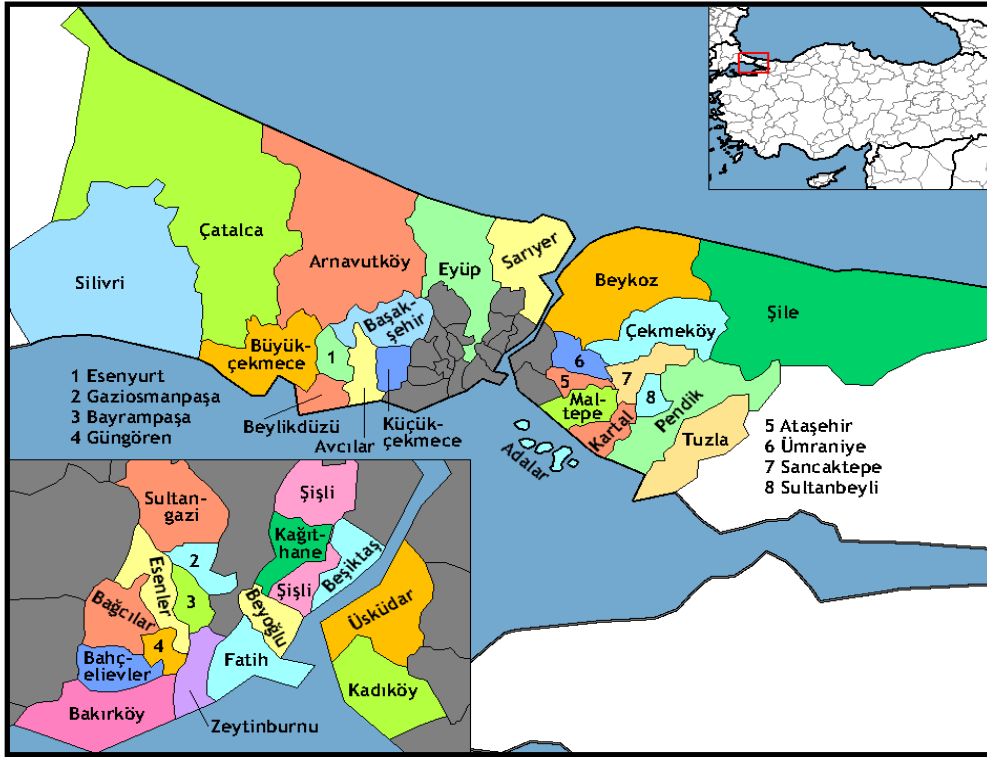 Silivri
Çatalca
Arnavutköy
Eyüp
Sarıyer
Beykoz
Şile
Çekmeköy
Büyük-
çekmece
Başak-
şehir
1
6
5
7
8
Mal-
tepe
Kartal
Pendik
Tuzla
Adalar
Beylikdüzü
Avcılar
Küçük-
çekmece
1 Esenyurt
2 Gaziosmanpaşa
3 Bayrampaşa
4 Güngören
5 Ataşehir
6 Ümraniye
7 Sancaktepe
8 Sultanbeyli
Sultan-
gazi
Şişli
Kağıt-
hane
Şişli
Beşiktaş
2
Esenler
3
Bağcılar
4
Beyoğlu
Üsküdar
Bahç-
elievler
Fatih
Kadıköy
Bakırköy
Zeytinburnu